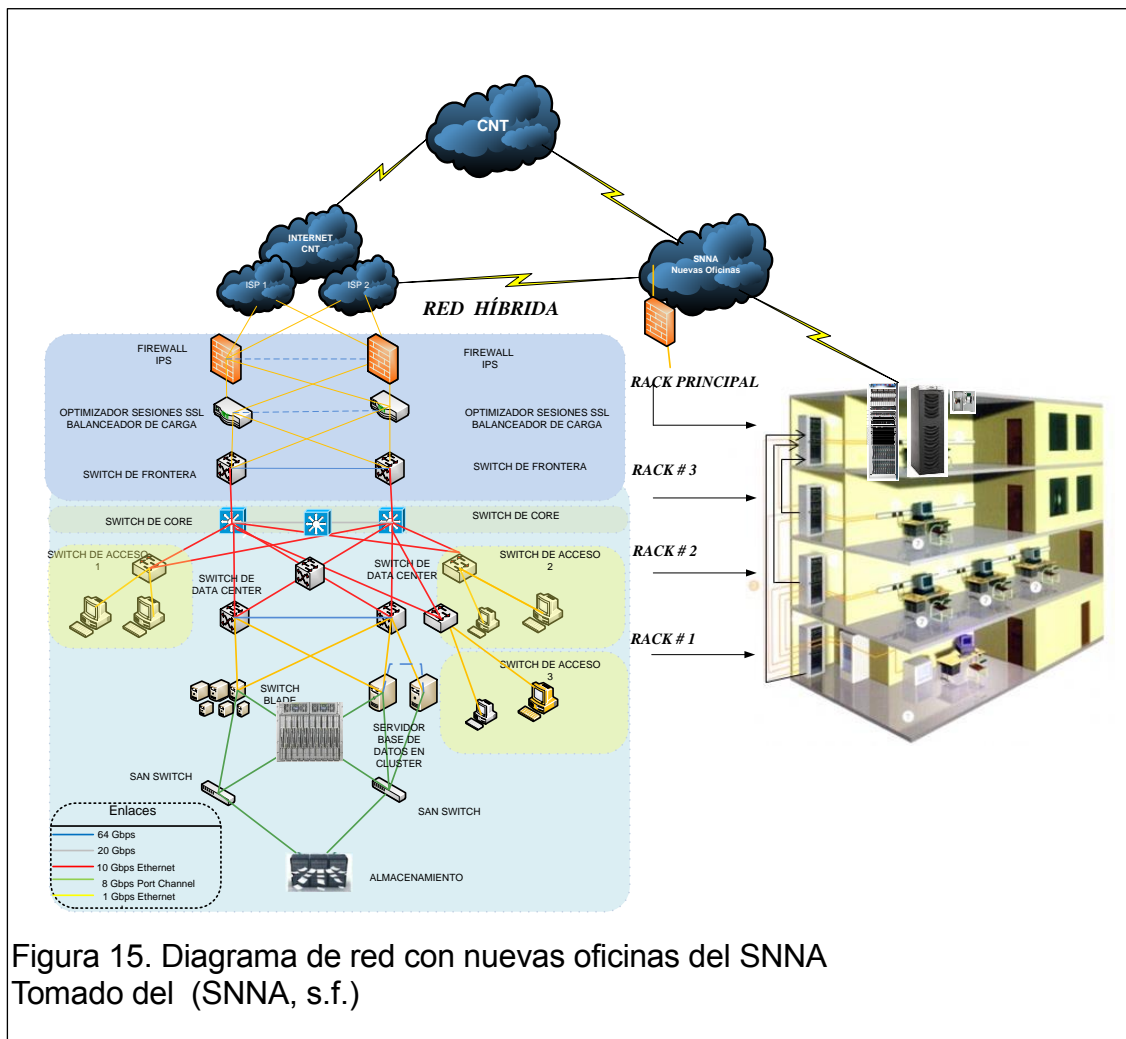 CNT
INTERNET
CNT
ISP 1
ISP 2
SNNA
Nuevas Oficinas
RED HÍBRIDA
FIREWALL
IPS
FIREWALL
IPS
OPTIMIZADOR SESIONES SSL
BALANCEADOR DE CARGA
OPTIMIZADOR SESIONES SSL
BALANCEADOR DE CARGA
SWITCH DE FRONTERA
SWITCH DE FRONTERA
SWITCH DE CORE
SWITCH DE CORE
SWITCH DE ACCESO
1
SWITCH DE
DATA CENTER
SWITCH DE
DATA CENTER
SWITCH DE ACCESO
2
SWITCH DE ACCESO
3
SWITCH
BLADE
SERVIDOR
BASE DE
DATOS EN
CLUSTER
SAN SWITCH
SAN SWITCH
ALMACENAMIENTO
Enlaces
64 Gbps
20 Gbps
10 Gbps Ethernet
8 Gbps Port Channel
1 Gbps Ethernet
RACK PRINCIPAL
RACK # 3
RACK # 2
RACK # 1
Figura 15. Diagrama de red con nuevas oficinas del SNNA
Tomado del (SNNA, s.f.)